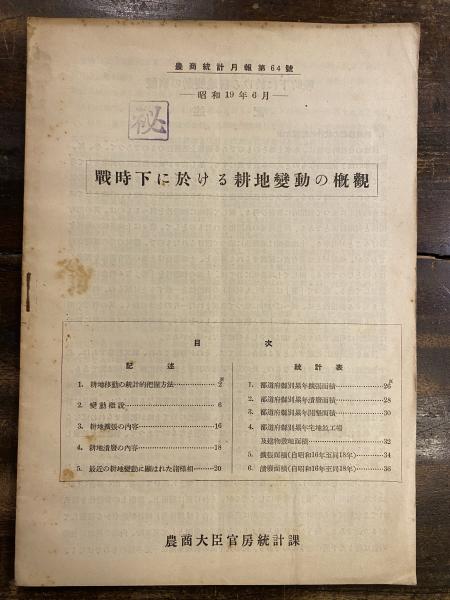 農商統計月報第64號
昭和19年6月
秘
戰時下に於ける耕地變動の概觀
目次
記述
1. 耕地移動の統計的把握方法……2
2. 變動概說……6
3. 耕地擴張の內容……16
4. 耕地潰廢の內容……18
5. 最近の耕地變動に顯はれた諸樣相……20
統計表
1. 都道府縣別累年擴張面積……26
2. 都道府縣別累年潰廢面積……28
3. 都道府縣別累年開墾面積……30
4. 都道府縣別累年宅地及工場
及建物敷地面積……32
5. 擴張面積(自昭和16年至同18年)……34
6. 潰廢面積(自昭和16年至同18年)……36
農商大臣官房統計課